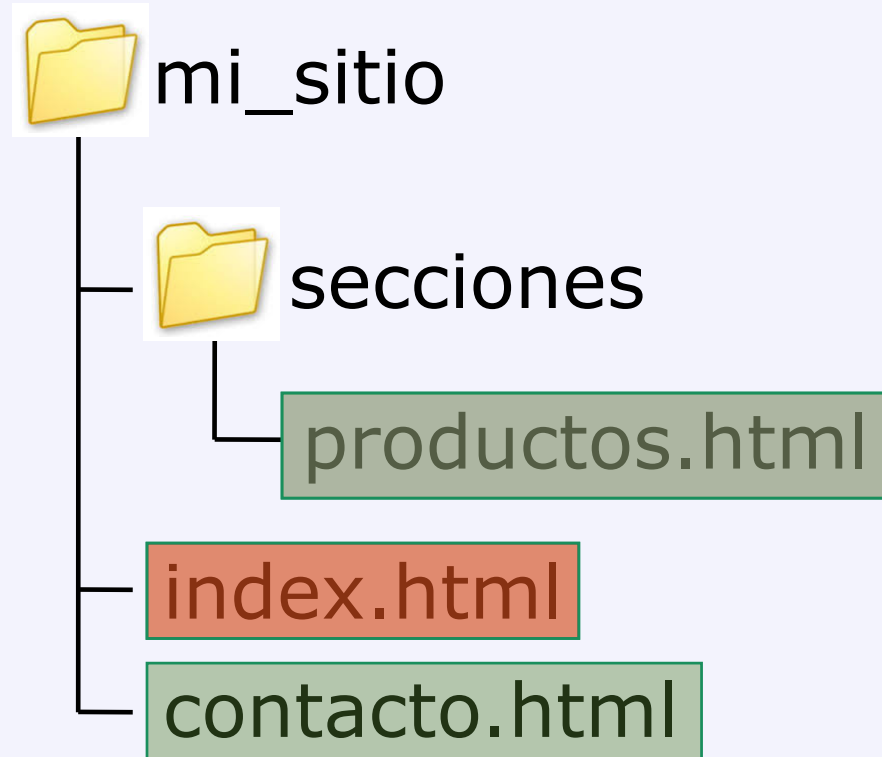 mi_sitio
secciones
productos.html
index.html
contacto.html